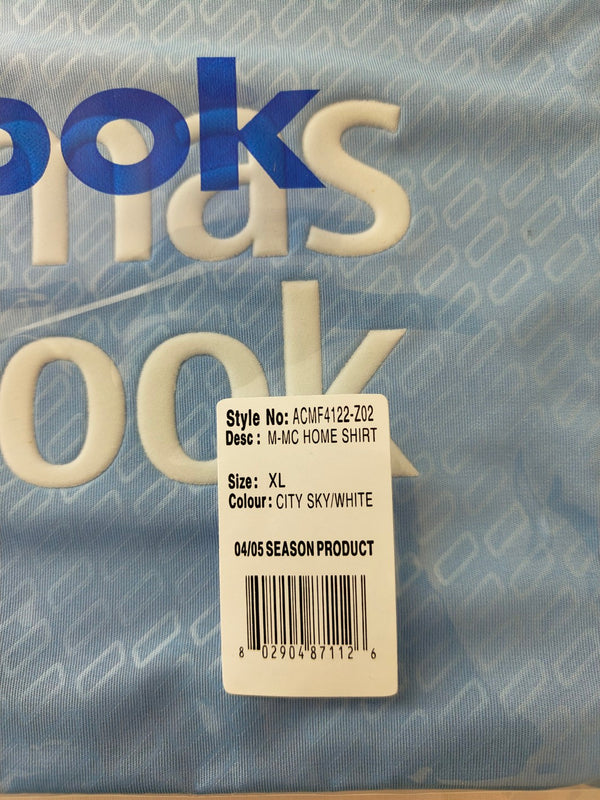 ook
mas
ook
Style No: ACMF4122-Z02
Desc : M-MC HOME SHIRT
Size: XL
Colour: CITY SKY/WHITE
04/05 SEASON PRODUCT
8 02904 87112 6